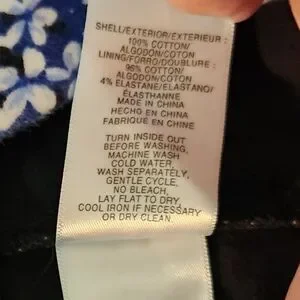 SHELL/EXTERIOR/EXTERIEUR :
100% COTTON/
ALGODON/COTON
LINING/FORRO/DOUBLURE :
96% COTTON/
ALGODON/COTON
4% ELASTANE/ELASTANO/
ÉLASTHANNE
MADE IN CHINA
HECHO EN CHINA
FABRIQUE EN CHINE
TURN INSIDE OUT
BEFORE WASHING,
MACHINE WASH
COLD WATER,
WASH SEPARATELY,
GENTLE CYCLE,
NO BLEACH,
LAY FLAT TO DRY,
COOL IRON IF NECESSARY
OR DRY CLEAN.